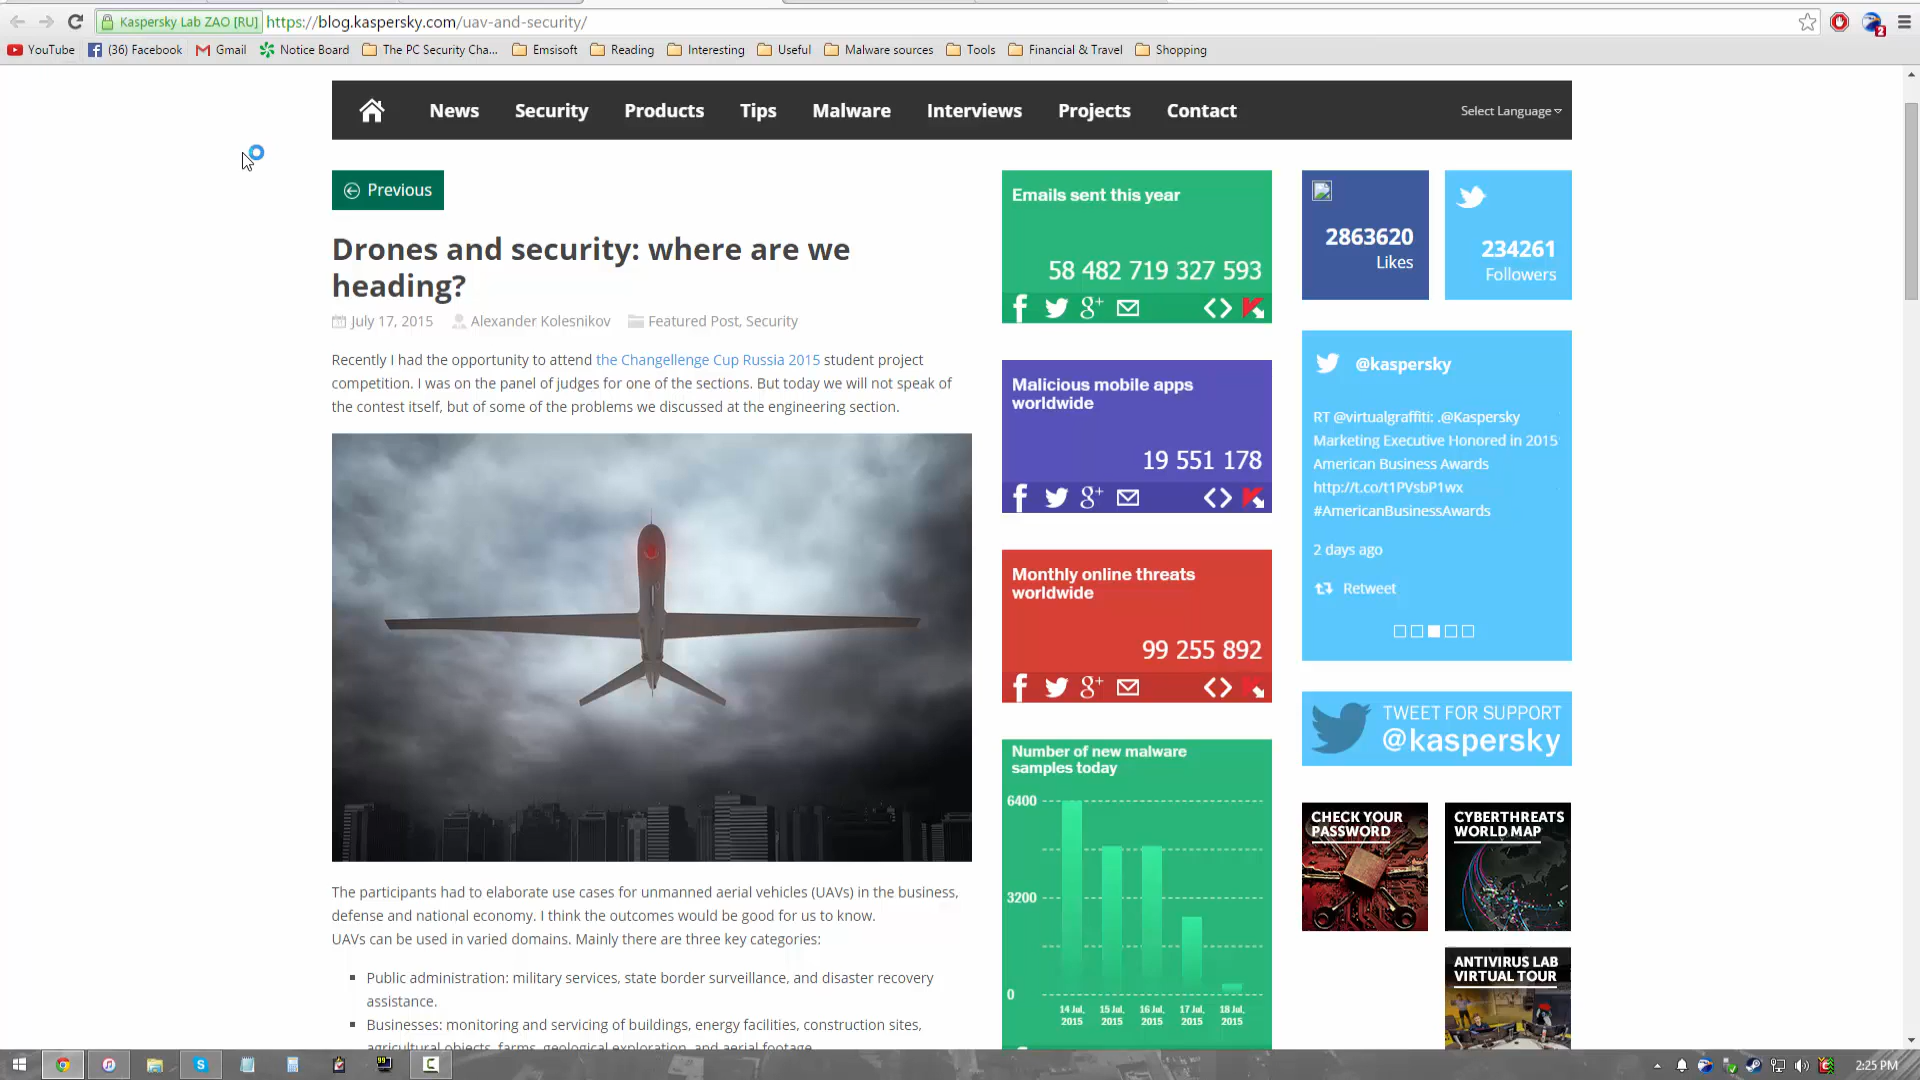 Kaspersky Lab ZAO [RU] https://blog.kaspersky.com/uav-and-security/
2
YouTube (36) Facebook Gmail Notice Board The PC Security Cha... Emsisoft Reading Interesting Useful Malware sources Tools Financial & Travel Shopping
News Security Products Tips Malware Interviews Projects Contact Select Language
Previous
Drones and security: where are we
heading?
July 17, 2015 Alexander Kolesnikov Featured Post, Security
Recently I had the opportunity to attend the Changellenge Cup Russia 2015 student project
competition. I was on the panel of judges for one of the sections. But today we will not speak of
the contest itself, but of some of the problems we discussed at the engineering section.
The participants had to elaborate use cases for unmanned aerial vehicles (UAVs) in the business,
defense and national economy. I think the outcomes would be good for us to know.
UAVs can be used in varied domains. Mainly there are three key categories:
Public administration: military services, state border surveillance, and disaster recovery
assistance.
Businesses: monitoring and servicing of buildings, energy facilities, construction sites,
agricultural objects, farms, geological exploration, and aerial footage.
Emails sent this year
58 482 719 327 593
Malicious mobile apps
worldwide
19 551 178
Monthly online threats
worldwide
99 255 892
Number of new malware
samples today
6400
3200
0
14 Jul, 15 Jul, 16 Jul, 17 Jul, 18 Jul,
2015 2015 2015 2015 2015
2863620
Likes
234261
Followers
@kaspersky
RT @virtualgraffiti: .@Kaspersky
Marketing Executive Honored in 2015
American Business Awards
http://t.co/t1PVsbP1wx
#AmericanBusinessAwards
2 days ago
Retweet
TWEET FOR SUPPORT
@kaspersky
CHECK YOUR
PASSWORD
CYBERTHREATS
WORLD MAP
ANTIVIRUS LAB
VIRTUAL TOUR
2:25 PM